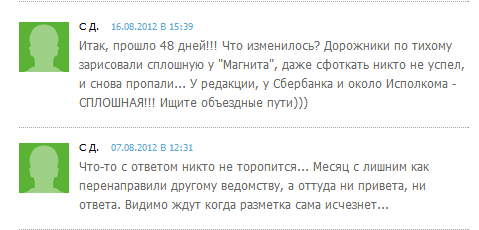 С Д. 16.08.2012 В 15:39
Итак, прошло 48 дней!!! Что изменилось? Дорожники по тихому
зарисовали сплошную у "Магнита", даже сфоткать никто не успел,
и снова пропали... У редакции, у Сбербанка и около Исполкома -
СПЛОШНАЯ!!! Ищите объездные пути)))
С Д. 07.08.2012 В 12:31
Что-то с ответом никто не торопится... Месяц с лишним как
перенаправили другому ведомству, а оттуда ни привета, ни
ответа. Видимо ждут когда разметка сама исчезнет...